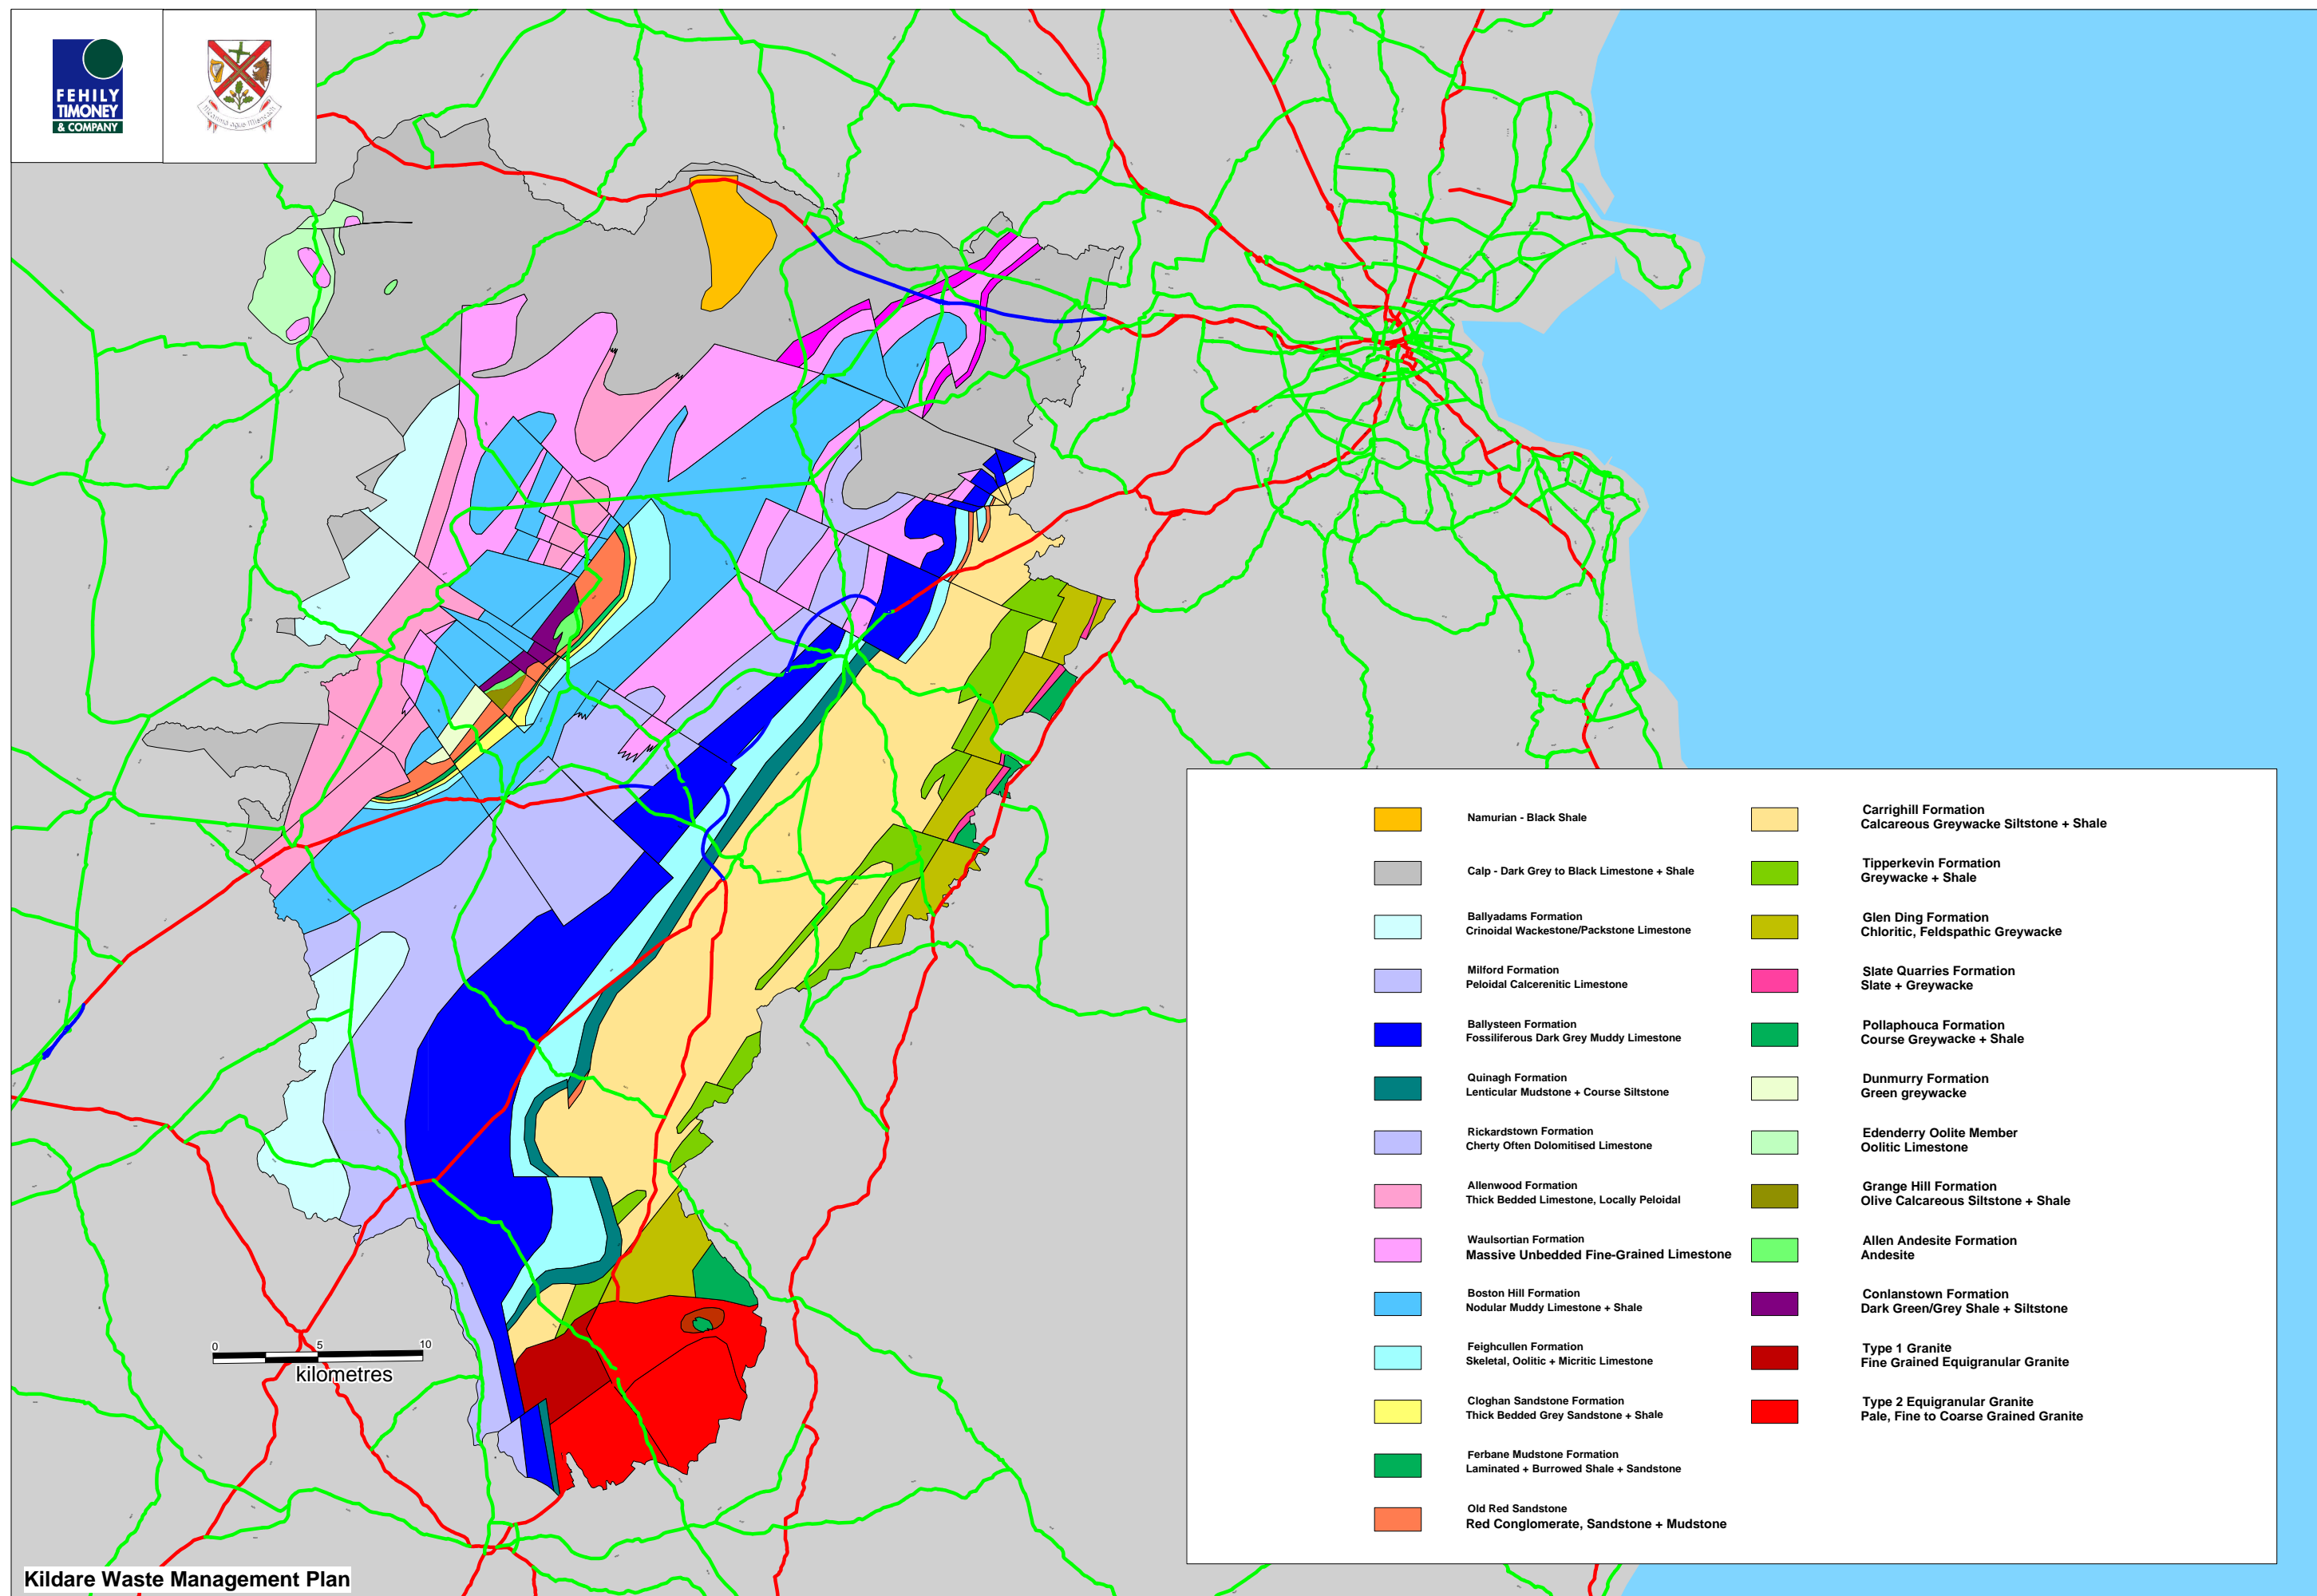 FEHILY
TIMONEY
& COMPANY
Namurian - Black Shale
Calp - Dark Grey to Black Limestone + Shale
Ballyadams Formation
Crinoidal Wackestone/Packstone Limestone
Milford Formation
Peloidal Calcerenitic Limestone
Ballysteen Formation
Fossiliferous Dark Grey Muddy Limestone
Quinagh Formation
Lenticular Mudstone + Course Siltstone
Rickardstown Formation
Cherty Often Dolomitised Limestone
Allenwood Formation
Thick Bedded Limestone, Locally Peloidal
Waulsortian Formation
Massive Unbedded Fine-Grained Limestone
Boston Hill Formation
Nodular Muddy Limestone + Shale
Feighcullen Formation
Skeletal, Oolitic + Micritic Limestone
Cloghan Sandstone Formation
Thick Bedded Grey Sandstone + Shale
Ferbane Mudstone Formation
Laminated + Burrowed Shale + Sandstone
Old Red Sandstone
Red Conglomerate, Sandstone + Mudstone
Carrighill Formation
Calcareous Greywacke Siltstone + Shale
Tipperkevin Formation
Greywacke + Shale
Glen Ding Formation
Chloritic, Feldspathic Greywacke
Slate Quarries Formation
Slate + Greywacke
Pollaphouca Formation
Course Greywacke + Shale
Dunmurry Formation
Green greywacke
Edenderry Oolite Member
Oolitic Limestone
Grange Hill Formation
Olive Calcareous Siltstone + Shale
Allen Andesite Formation
Andesite
Conlanstown Formation
Dark Green/Grey Shale + Siltstone
Type 1 Granite
Fine Grained Equigranular Granite
Type 2 Equigranular Granite
Pale, Fine to Coarse Grained Granite
0 5 10
kilometres
Kildare Waste Management Plan